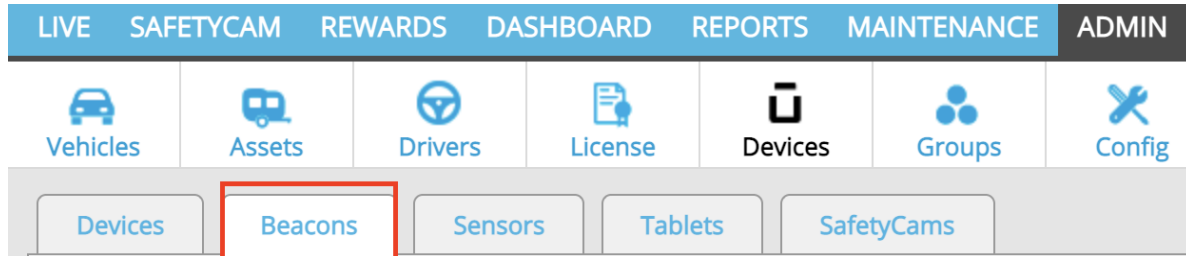 LIVE SAFETYCAM REWARDS DASHBOARD REPORTS MAINTENANCE ADMIN
Vehicles Assets Drivers License Devices Groups Config
Devices Beacons Sensors Tablets SafetyCams